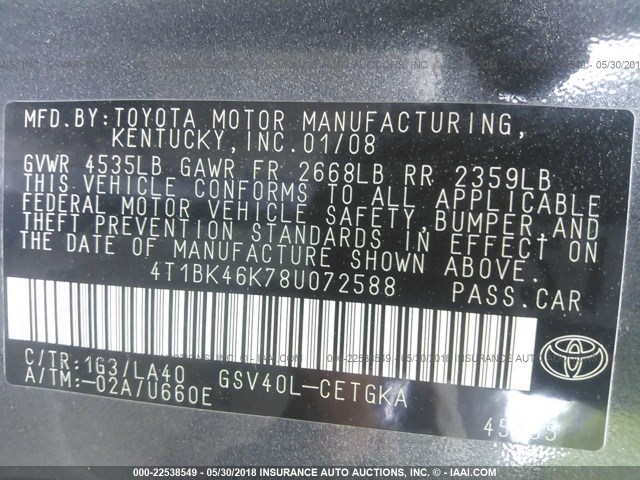 MFD.BY:TOYOTA MOTOR MANUFACTURING,
KENTUCKY,INC.01/08
GVWR 4535LB GAWR FR 2668LB RR 2359LB
THIS VEHICLE CONFORMS TO ALL APPLICABLE
FEDERAL MOTOR VEHICLE SAFETY,BUMPER,AND
THEFT PREVENTION STANDARDS IN EFFECT ON
THE DATE OF MANUFACTURE SHOWN ABOVE.
4T1BK46K78U072588 PASS.CAR
C/TR:1G3/LA40
A/TM:-02A/U660E GSV40L-CETGKA
TOYOTA
000-22538549 - 05/30/2018 INSURANCE AUTO AUCTIONS, INC. - © - IAAI.COM